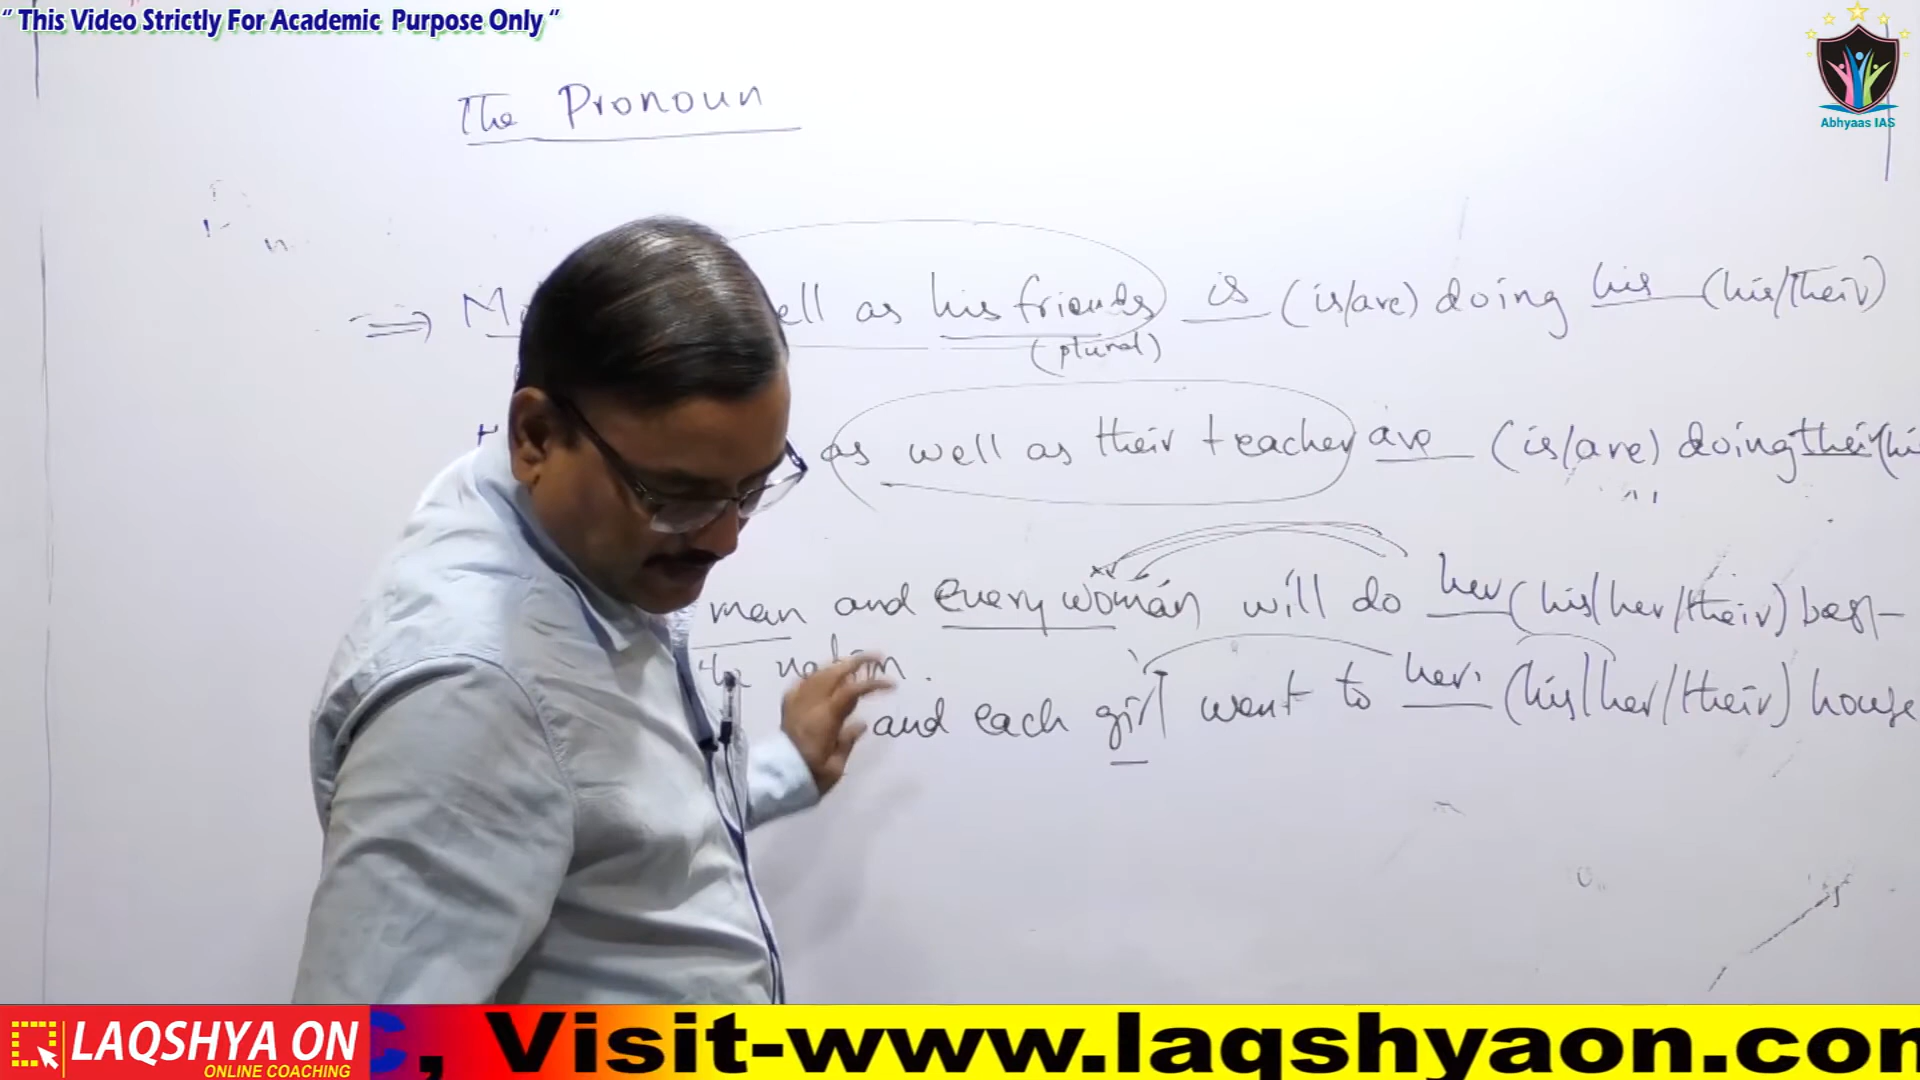 “ This Video Strictly For Academic Purpose Only “
Abhyaas IAS
The Pronoun
as his friends is (is/are) doing his (his/their)
(plural)
as well as their teacher are (is/are) doing their
man and every woman will do her (his/her/their) best
nation.
and each girl went to her. (his/her/their) house
LAQSHYA ON
ONLINE COACHING
, Visit-www.laqshyaon.co